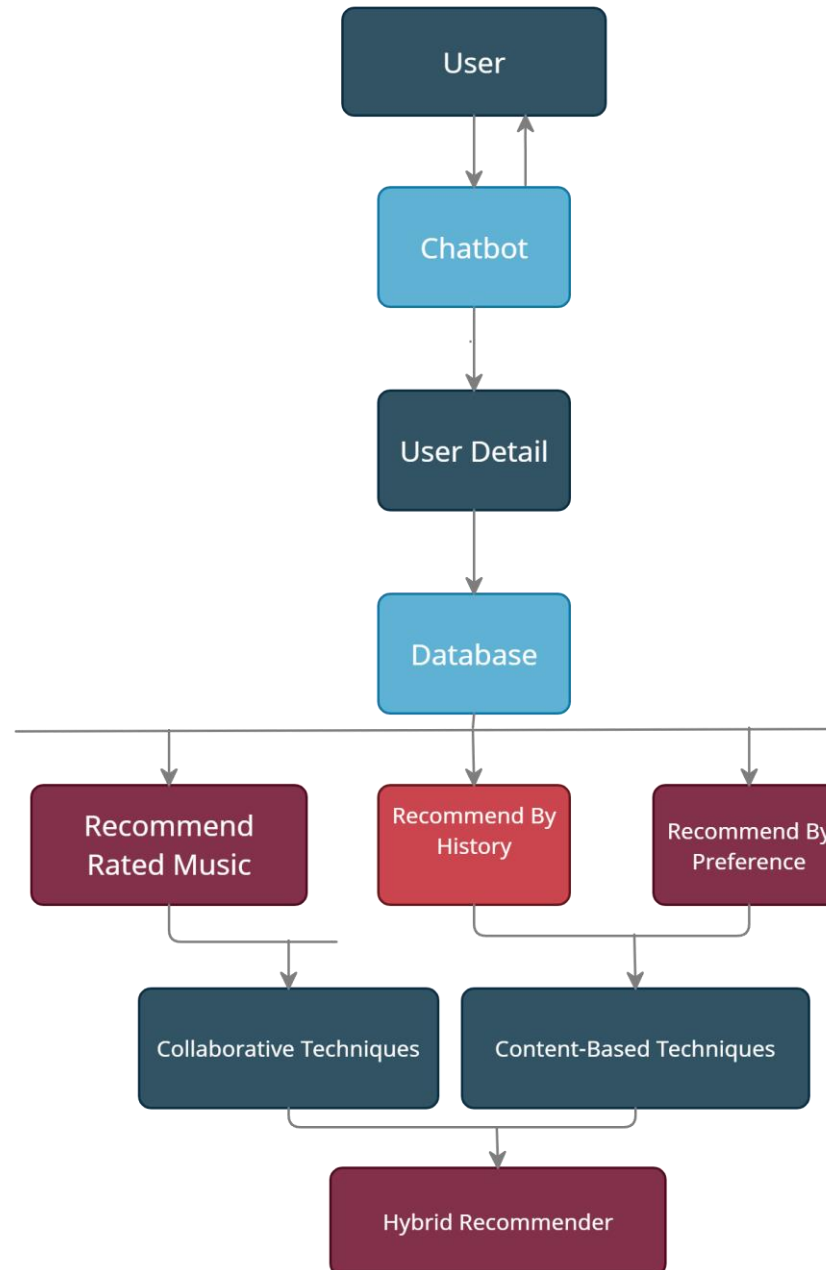 User
Chatbot
User Detail
Database
Recommend
Rated Music
Recommend By
History
Recommend By
Preference
Collaborative Techniques
Content-Based Techniques
Hybrid Recommender